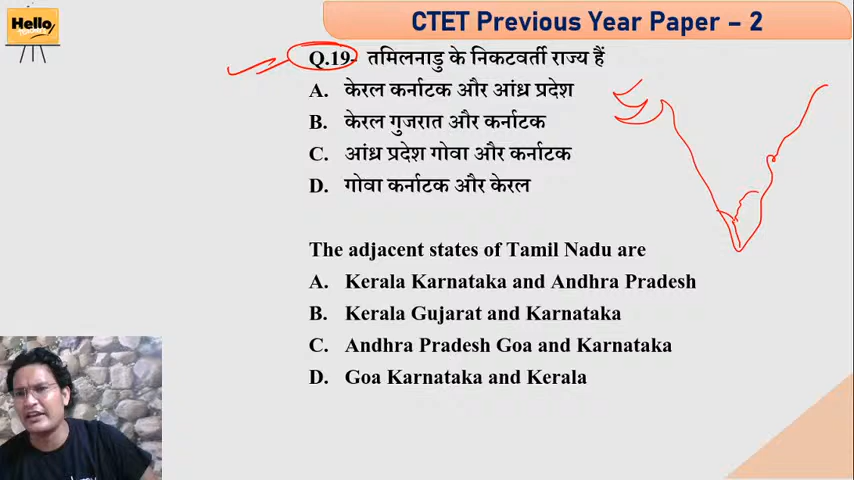 Hello
CTET Previous Year Paper – 2
Q.19- तमिलनाडु के निकटवर्ती राज्य हैं
A. केरल कर्नाटक और आंध्र प्रदेश
B. केरल गुजरात और कर्नाटक
C. आंध्र प्रदेश गोवा और कर्नाटक
D. गोवा कर्नाटक और केरल
The adjacent states of Tamil Nadu are
A. Kerala Karnataka and Andhra Pradesh
B. Kerala Gujarat and Karnataka
C. Andhra Pradesh Goa and Karnataka
D. Goa Karnataka and Kerala